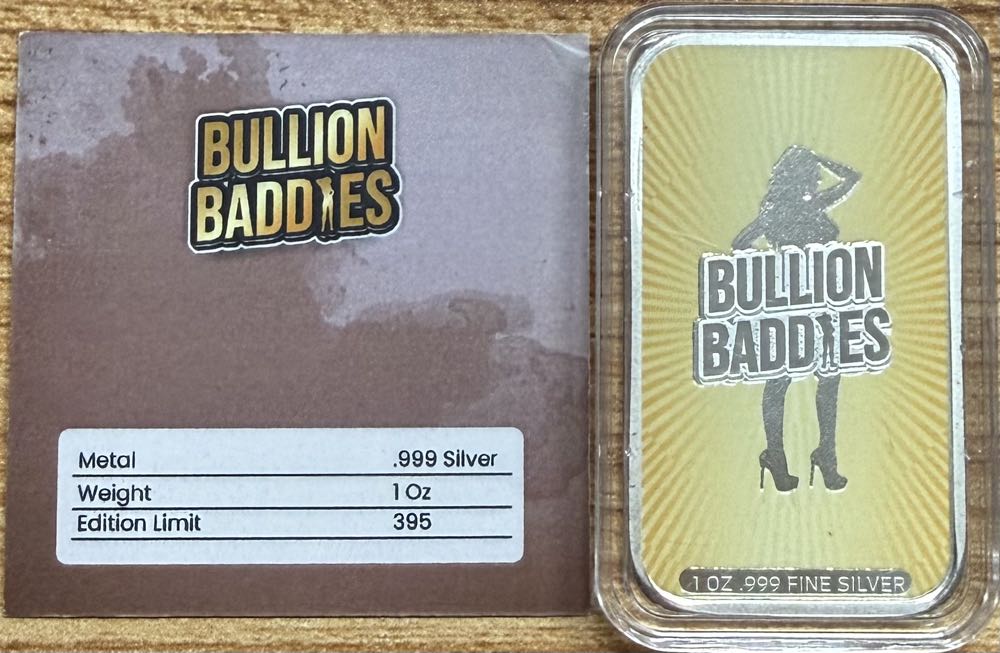 BULLION
BADDIES
Metal .999 Silver
Weight 1 Oz
Edition Limit 395
BULLION
BADDIES
1 OZ .999 FINE SILVER